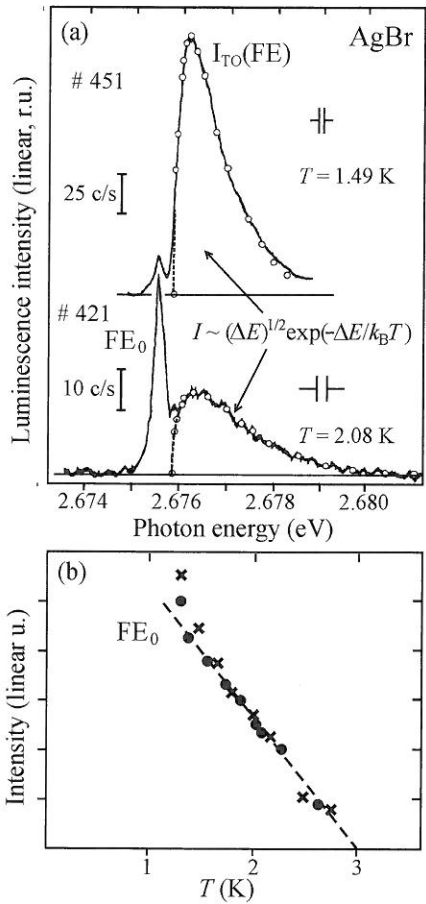 (a)
AgBr
I_TO(FE)
# 451
T = 1.49 K
25 c/s
# 421
I ~ (ΔE)^1/2 exp(-ΔE/k_BT)
FE_0
10 c/s
T = 2.08 K
Luminescence intensity (linear, r.u.)
2.674 2.676 2.678 2.680
Photon energy (eV)
(b)
FE_0
Intensity (linear u.)
1 2 3
T (K)